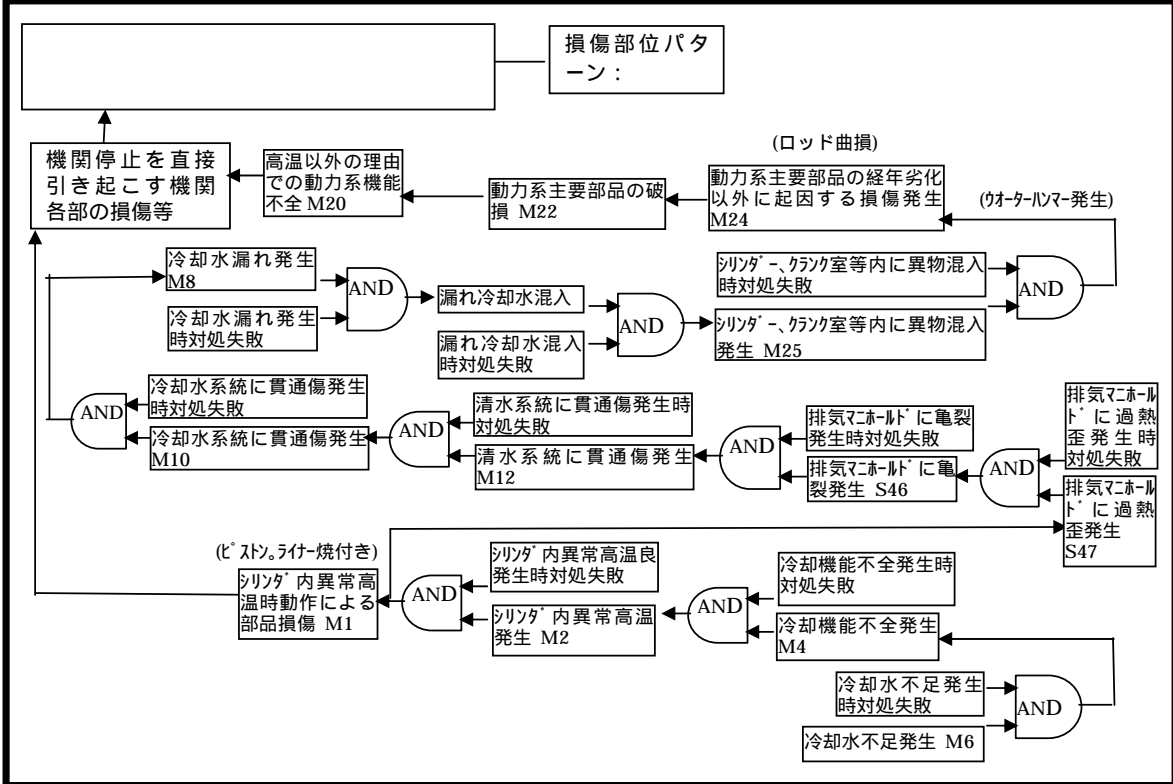 損傷部位パタ
ーン：
機関停止を直接
引き起こす機関
各部の損傷等
高温以外の理由
での動力系機能
不全 M20
動力系主要部品の破
損 M22
(ロッド曲損)
動力系主要部品の経年劣化
以外に起因する損傷発生
M24
(ウオーターハンマー発生)
冷却水漏れ発生
M8
冷却水漏れ発生
時対処失敗
AND
漏れ冷却水混入
漏れ冷却水混入
時対処失敗
AND
シリンダー、クランク室等内に異物混入
時対処失敗
シリンダー、クランク室等内に異物混入
発生 M25
AND
AND
冷却水系統に貫通傷発生
時対処失敗
冷却水系統に貫通傷発生
M10
AND
清水系統に貫通傷発生時
対処失敗
清水系統に貫通傷発生
M12
AND
排気マニホールドに亀裂
発生時対処失敗
排気マニホールドに亀
裂発生 S46
AND
排気マニホール
ドに過熱
歪発生時
対処失敗
排気マニホール
ドに過熱
歪発生
S47
(ピストン。ライナー焼付き)
シリンダ内異常高
温時動作による
部品損傷 M1
AND
シリンダ内異常高温良
発生時対処失敗
シリンダ内異常高温
発生 M2
AND
冷却機能不全発生時
対処失敗
冷却機能不全発生
M4
冷却水不足発生
時対処失敗
冷却水不足発生 M6
AND